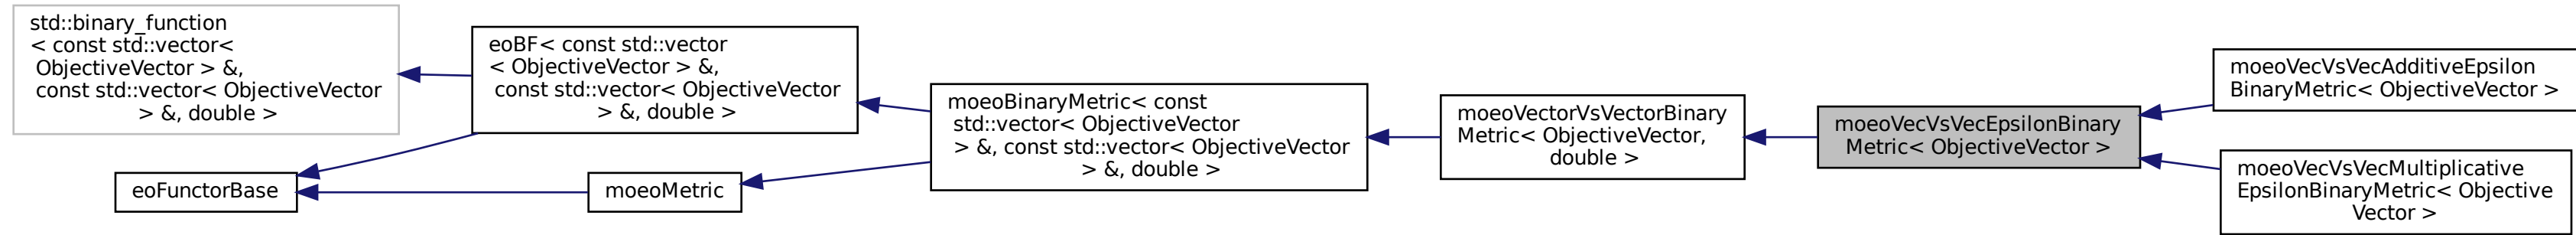 std::binary_function
< const std::vector<
ObjectiveVector > &,
const std::vector< ObjectiveVector
> &, double >
eoBF< const std::vector
< ObjectiveVector > &,
const std::vector< ObjectiveVector
> &, double >
eoFunctorBase
moeoMetric
moeoBinaryMetric< const
std::vector< ObjectiveVector
> &, const std::vector< ObjectiveVector
> &, double >
moeoVectorVsVectorBinary
Metric< ObjectiveVector,
double >
moeoVecVsVecEpsilonBinary
Metric< ObjectiveVector >
moeoVecVsVecAdditiveEpsilon
BinaryMetric< ObjectiveVector >
moeoVecVsVecMultiplicative
EpsilonBinaryMetric< Objective
Vector >